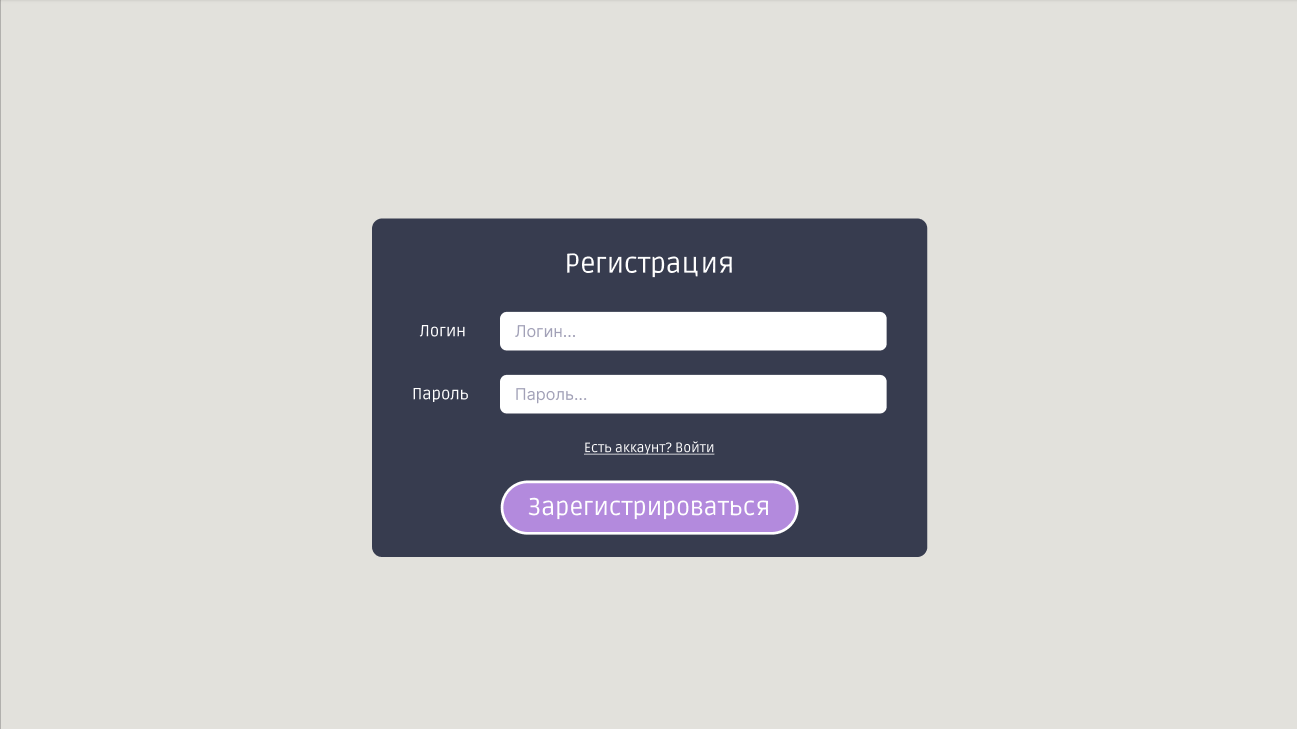 Регистрация
Логин
Логин...
Пароль
Пароль...
Есть аккаунт? Войти
Зарегистрироваться